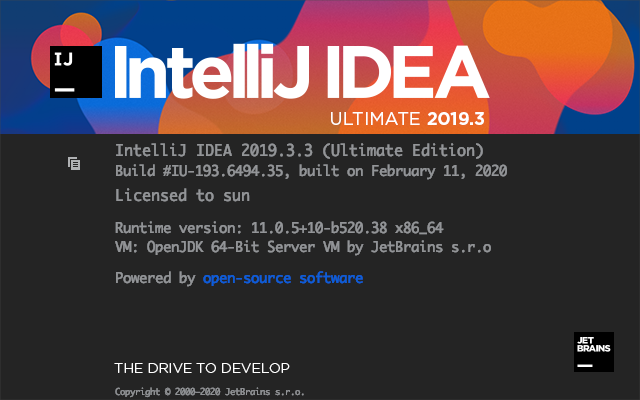 IJ
IntelliJ IDEA
ULTIMATE 2019.3
IntelliJ IDEA 2019.3.3 (Ultimate Edition)
Build #IU-193.6494.35, built on February 11, 2020
Licensed to sun
Runtime version: 11.0.5+10-b520.38 x86_64
VM: OpenJDK 64-Bit Server VM by JetBrains s.r.o
Powered by open-source software
JET
BRAINS
THE DRIVE TO DEVELOP
Copyright © 2000–2020 JetBrains s.r.o.